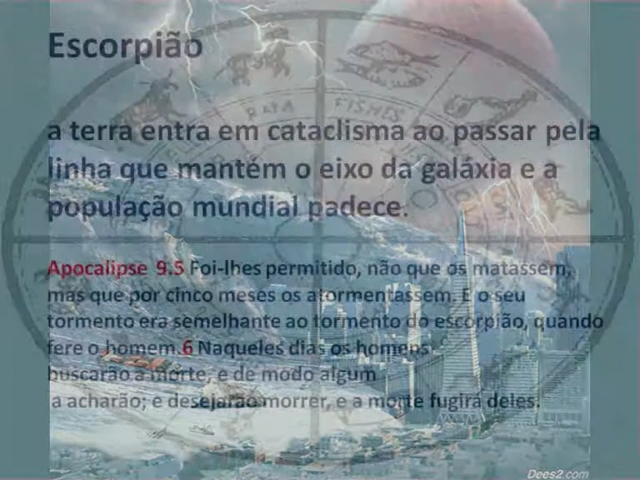 Escorpião
RAM FISHES
a terra entra em cataclisma ao passar pela
linha que mantém o eixo da galáxia e a
população mundial padece.
Apocalipse 9.5 Foi-lhes permitido, não que os matassem,
mas que por cinco meses os atormentassem. E o seu
tormento era semelhante ao tormento do escorpião, quando
fere o homem.6 Naqueles dias os homens
buscarão a morte, e de modo algum
a acharão; e desejarão morrer, e a morte fugirá deles.
Dees2.com